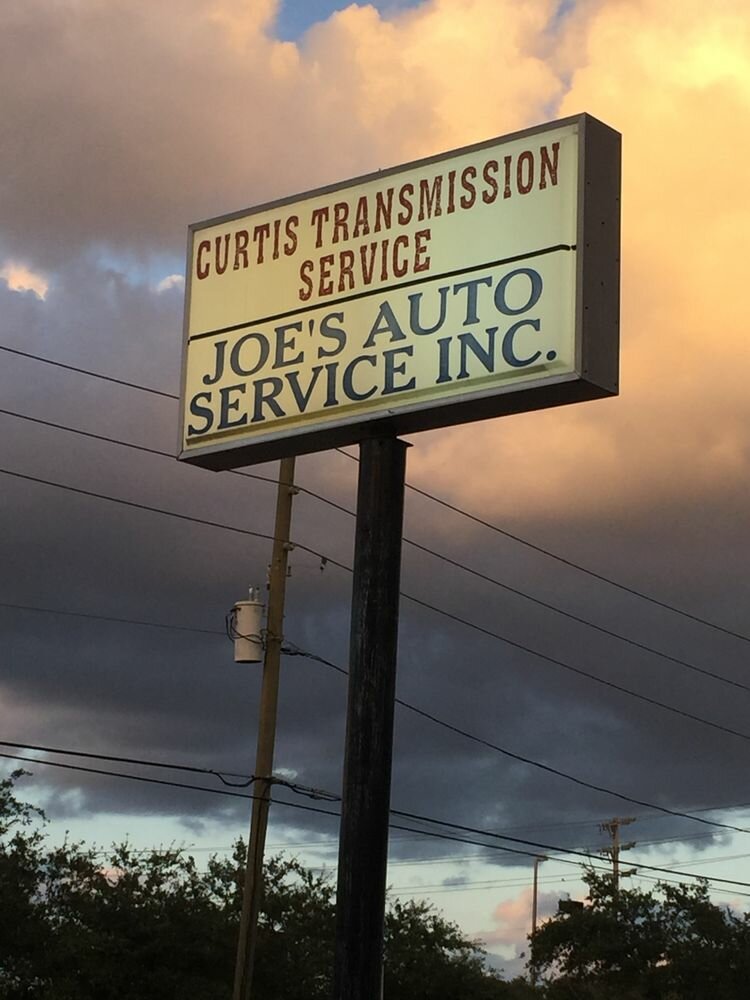 CURTIS TRANSMISSION
SERVICE
JOE'S AUTO
SERVICE INC.